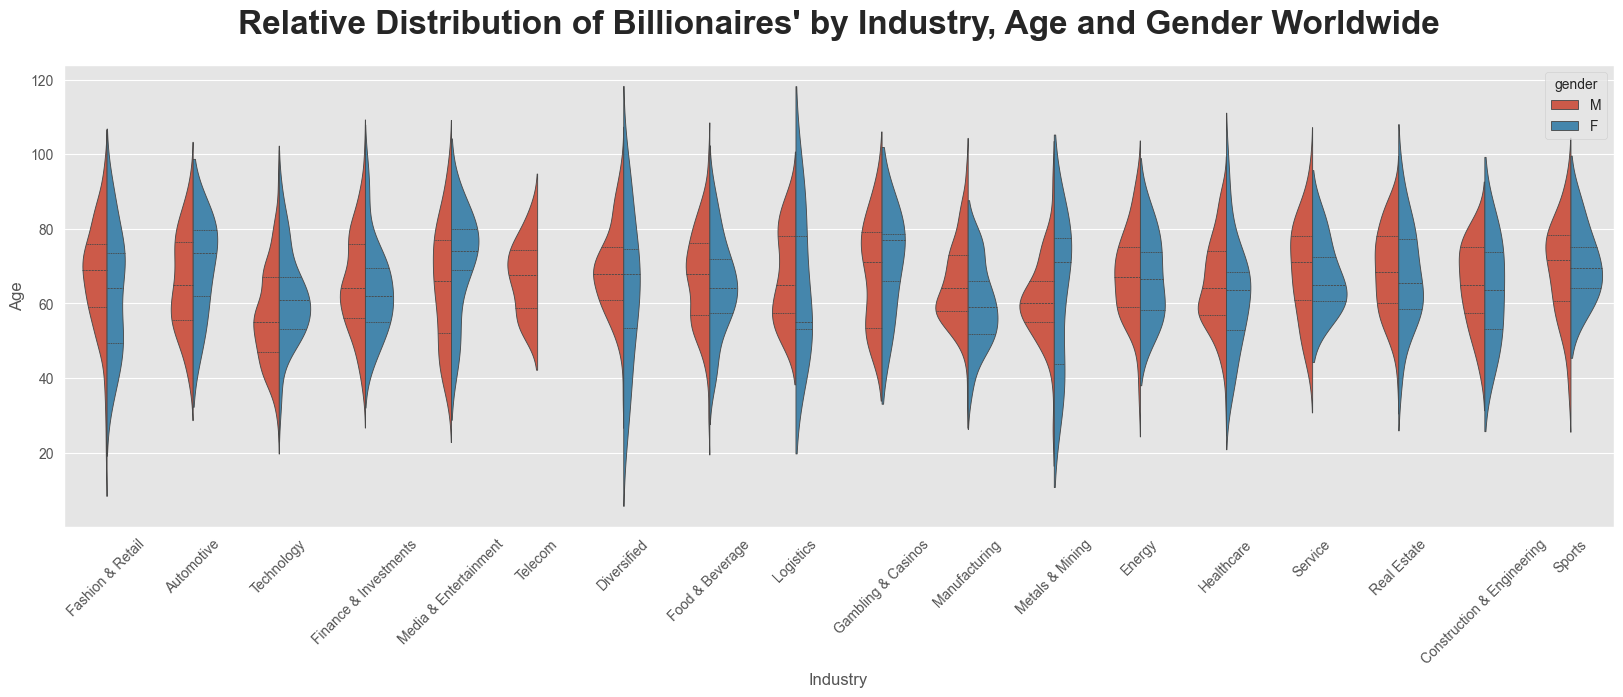 Relative Distribution of Billionaires' by Industry, Age and Gender Worldwide
gender
M
F
Age
120
100
80
60
40
20
Fashion & Retail
Automotive
Technology
Finance & Investments
Media & Entertainment
Telecom
Diversified
Food & Beverage
Logistics
Gambling & Casinos
Manufacturing
Metals & Mining
Energy
Healthcare
Service
Real Estate
Construction & Engineering
Sports
Industry